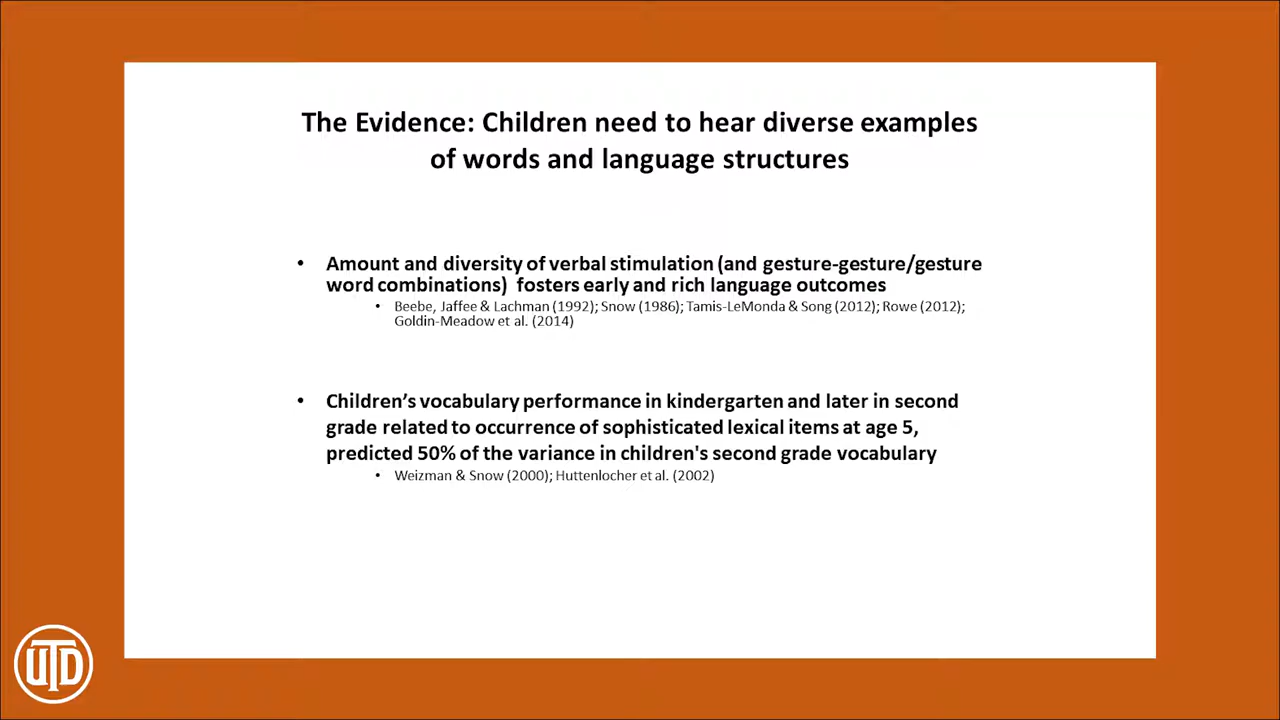 The Evidence: Children need to hear diverse examples
of words and language structures
• Amount and diversity of verbal stimulation (and gesture-gesture/gesture
word combinations) fosters early and rich language outcomes
• Beebe, Jaffee & Lachman (1992); Snow (1986); Tamis-LeMonda & Song (2012); Rowe (2012);
Goldin-Meadow et al. (2014)
• Children’s vocabulary performance in kindergarten and later in second
grade related to occurrence of sophisticated lexical items at age 5,
predicted 50% of the variance in children's second grade vocabulary
• Weizman & Snow (2000); Huttenlocher et al. (2002)
UTD